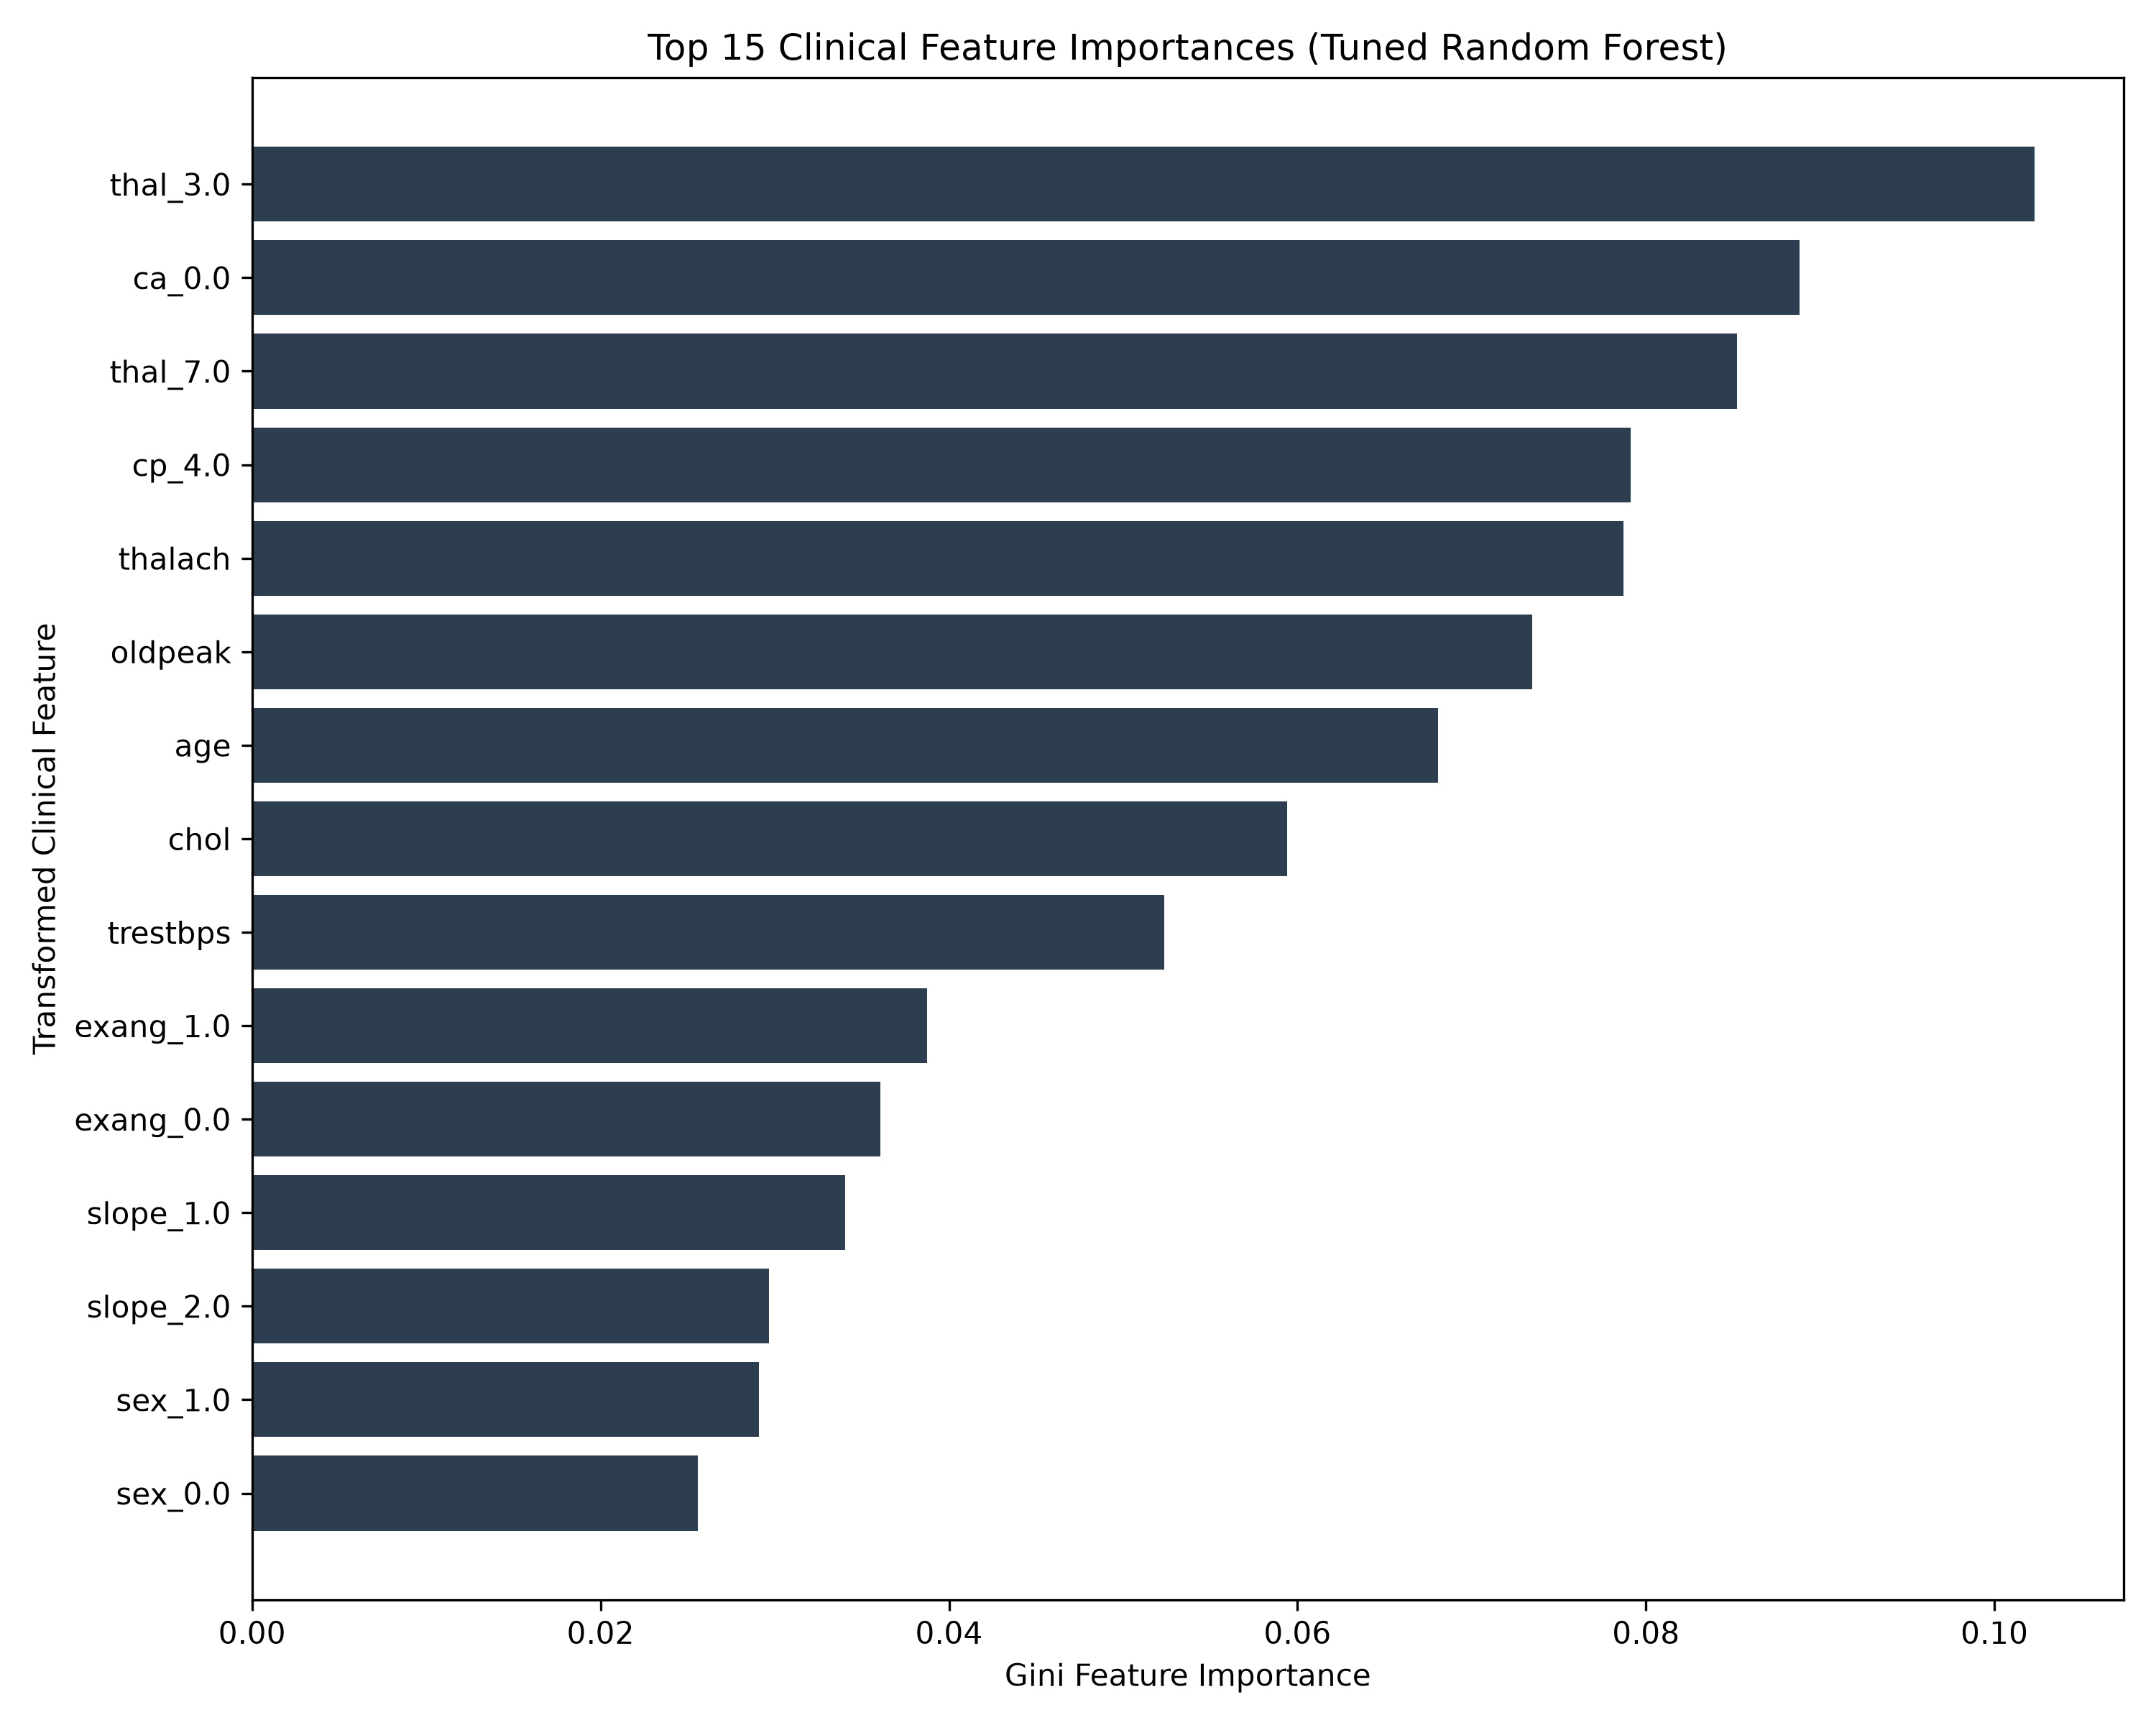 Top 15 Clinical Feature Importances (Tuned Random Forest)
Transformed Clinical Feature
thal_3.0
ca_0.0
thal_7.0
cp_4.0
thalach
oldpeak
age
chol
trestbps
exang_1.0
exang_0.0
slope_1.0
slope_2.0
sex_1.0
sex_0.0
0.00 0.02 0.04 0.06 0.08 0.10
Gini Feature Importance